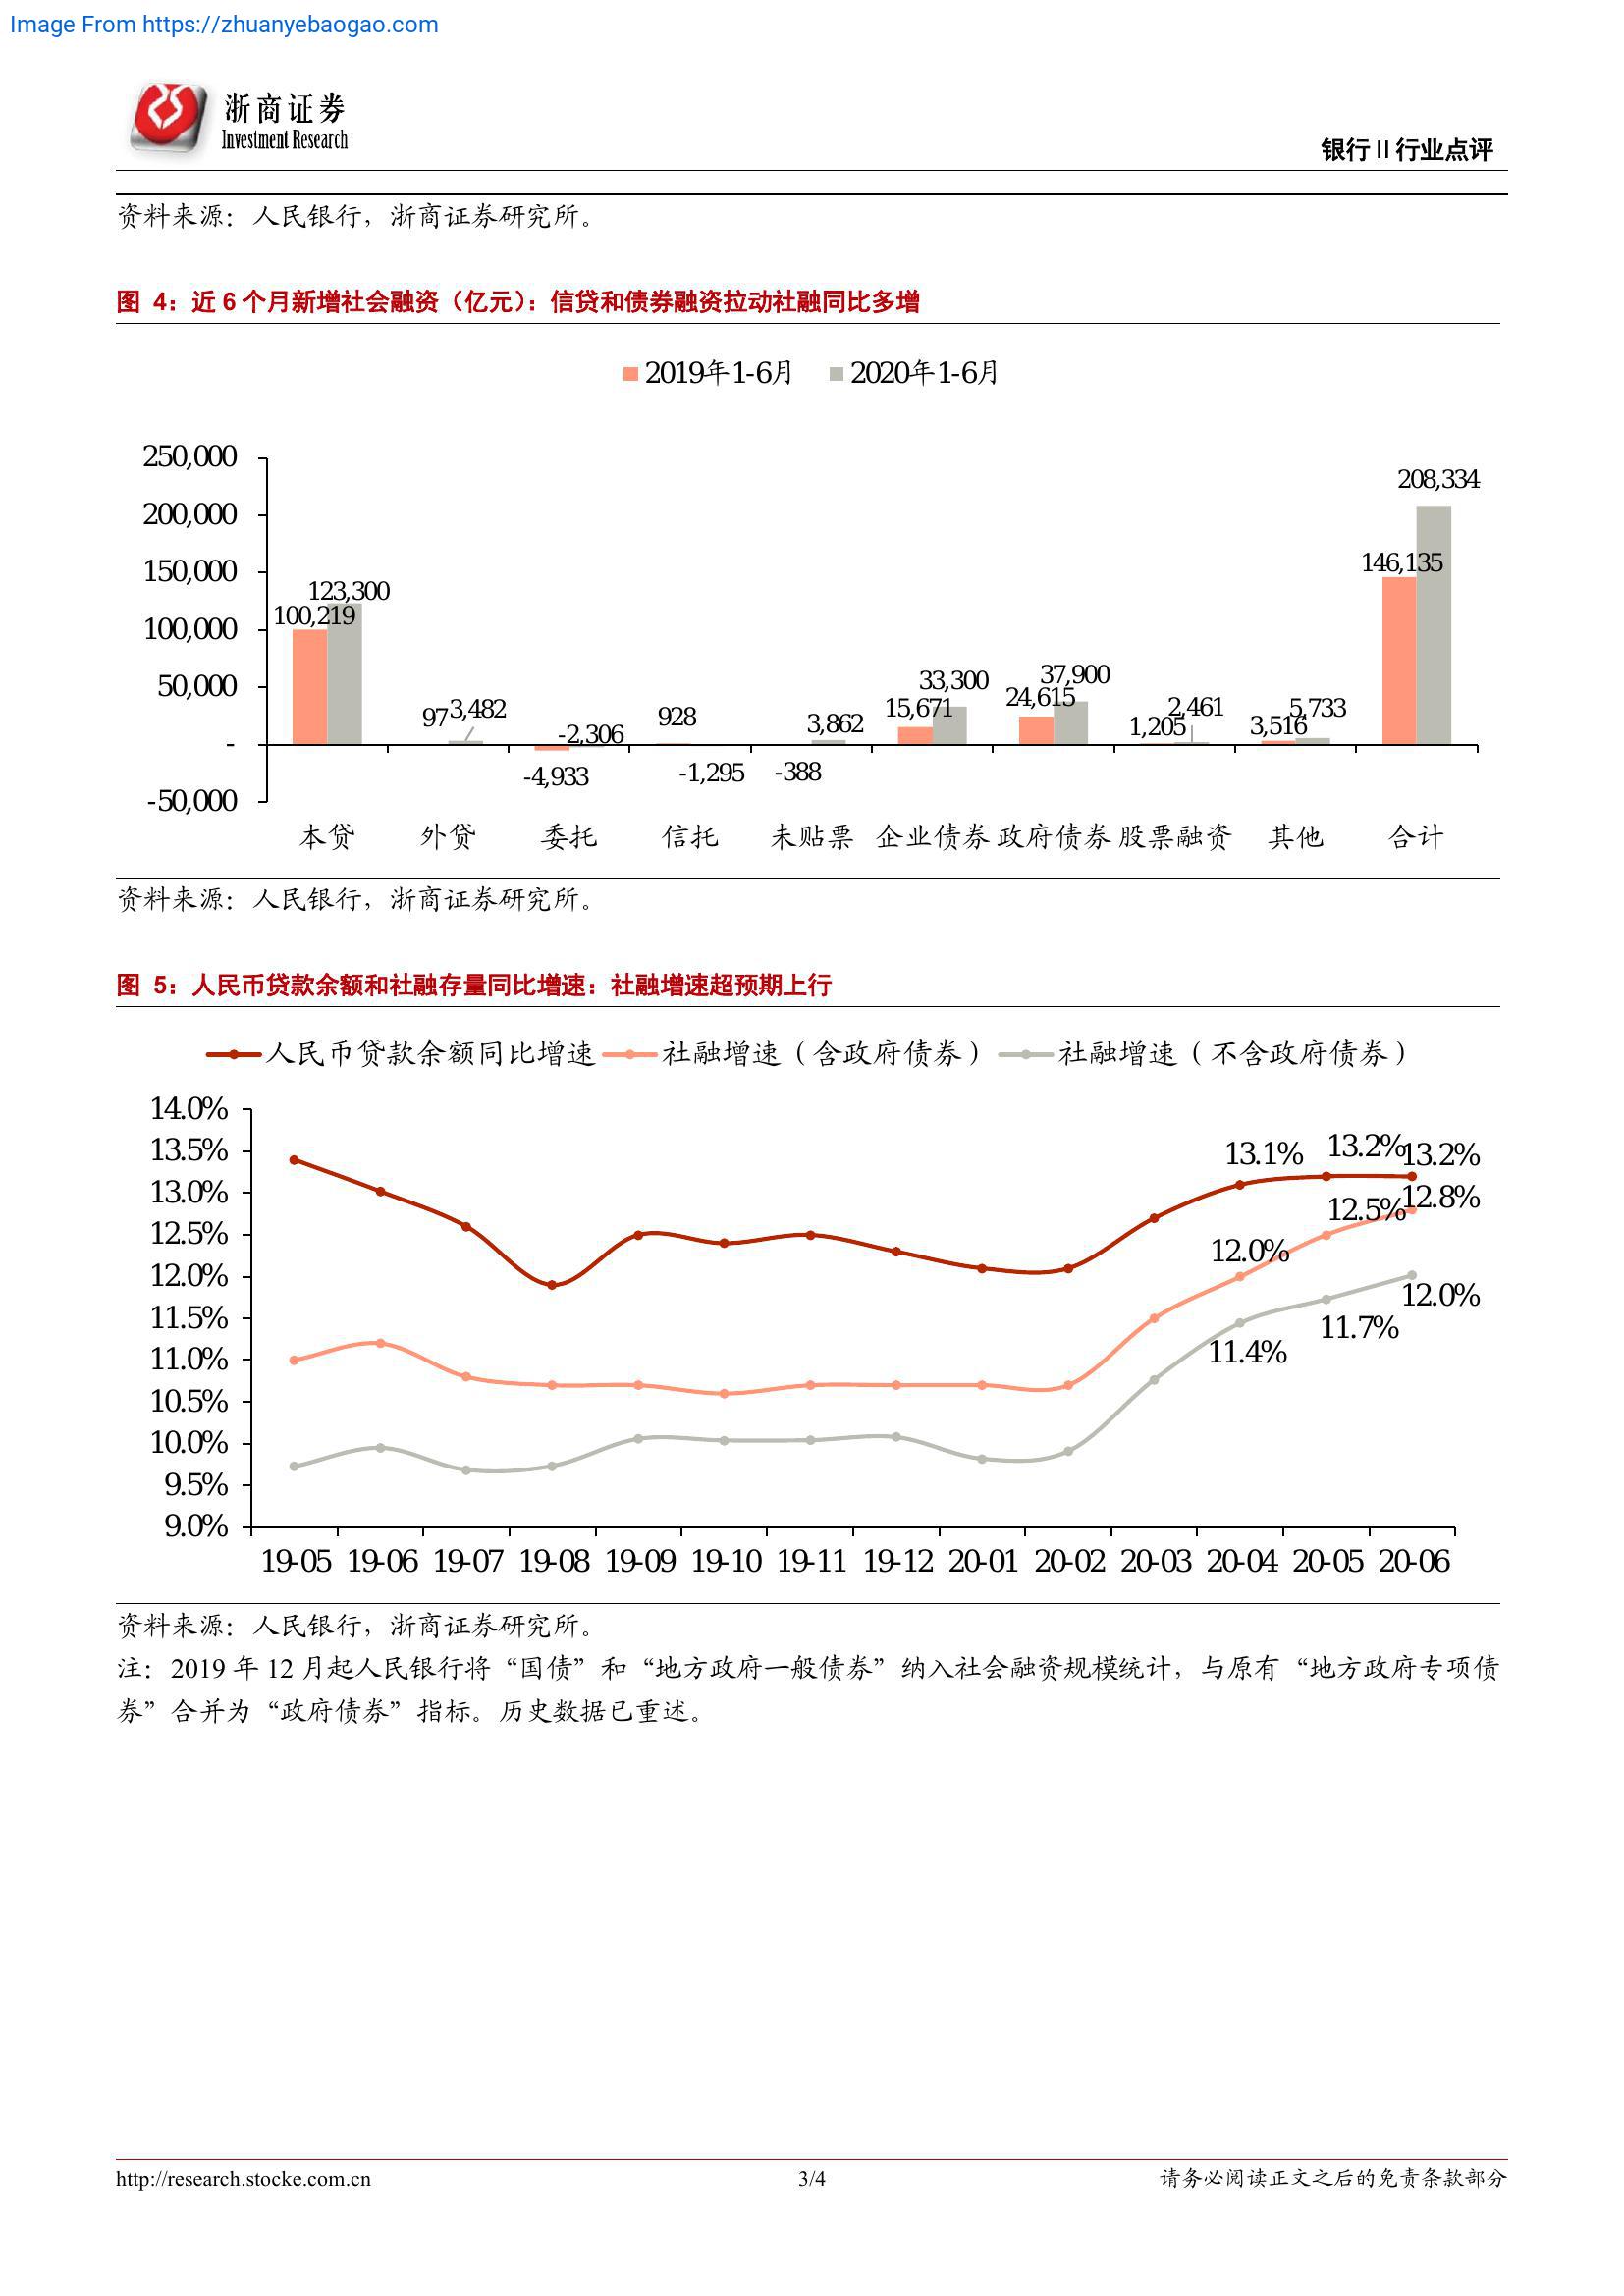 Image From https://zhuanyebaogao.com
浙商证券
Investment Research
银行 II 行业点评
资料来源：人民银行，浙商证券研究所。
图 4：近 6 个月新增社会融资（亿元）：信贷和债券融资拉动社融同比多增
2019年1-6月 2020年1-6月
250,000
200,000
150,000
100,000
50,000
-
-50,000
100,219 123,300
97 3,482
-4,933 -2,306
928 -1,295
-388 3,862
15,671 33,300
24,615 37,900
1,205 2,461
3,516 5,733
146,135 208,334
本贷 外贷 委托 信托 未贴票 企业债券 政府债券 股票融资 其他 合计
资料来源：人民银行，浙商证券研究所。
图 5：人民币贷款余额和社融存量同比增速：社融增速超预期上行
人民币贷款余额同比增速 社融增速（含政府债券） 社融增速（不含政府债券）
14.0%
13.5%
13.0%
12.5%
12.0%
11.5%
11.0%
10.5%
10.0%
9.5%
9.0%
13.1% 13.2% 13.2%
12.0% 12.5% 12.8%
11.4% 11.7% 12.0%
19-05 19-06 19-07 19-08 19-09 19-10 19-11 19-12 20-01 20-02 20-03 20-04 20-05 20-06
资料来源：人民银行，浙商证券研究所。
注：2019 年 12 月起人民银行将“国债”和“地方政府一般债券”纳入社会融资规模统计，与原有“地方政府专项债
券”合并为“政府债券”指标。历史数据已重述。
http://research.stocke.com.cn 3/4 请务必阅读正文之后的免责条款部分